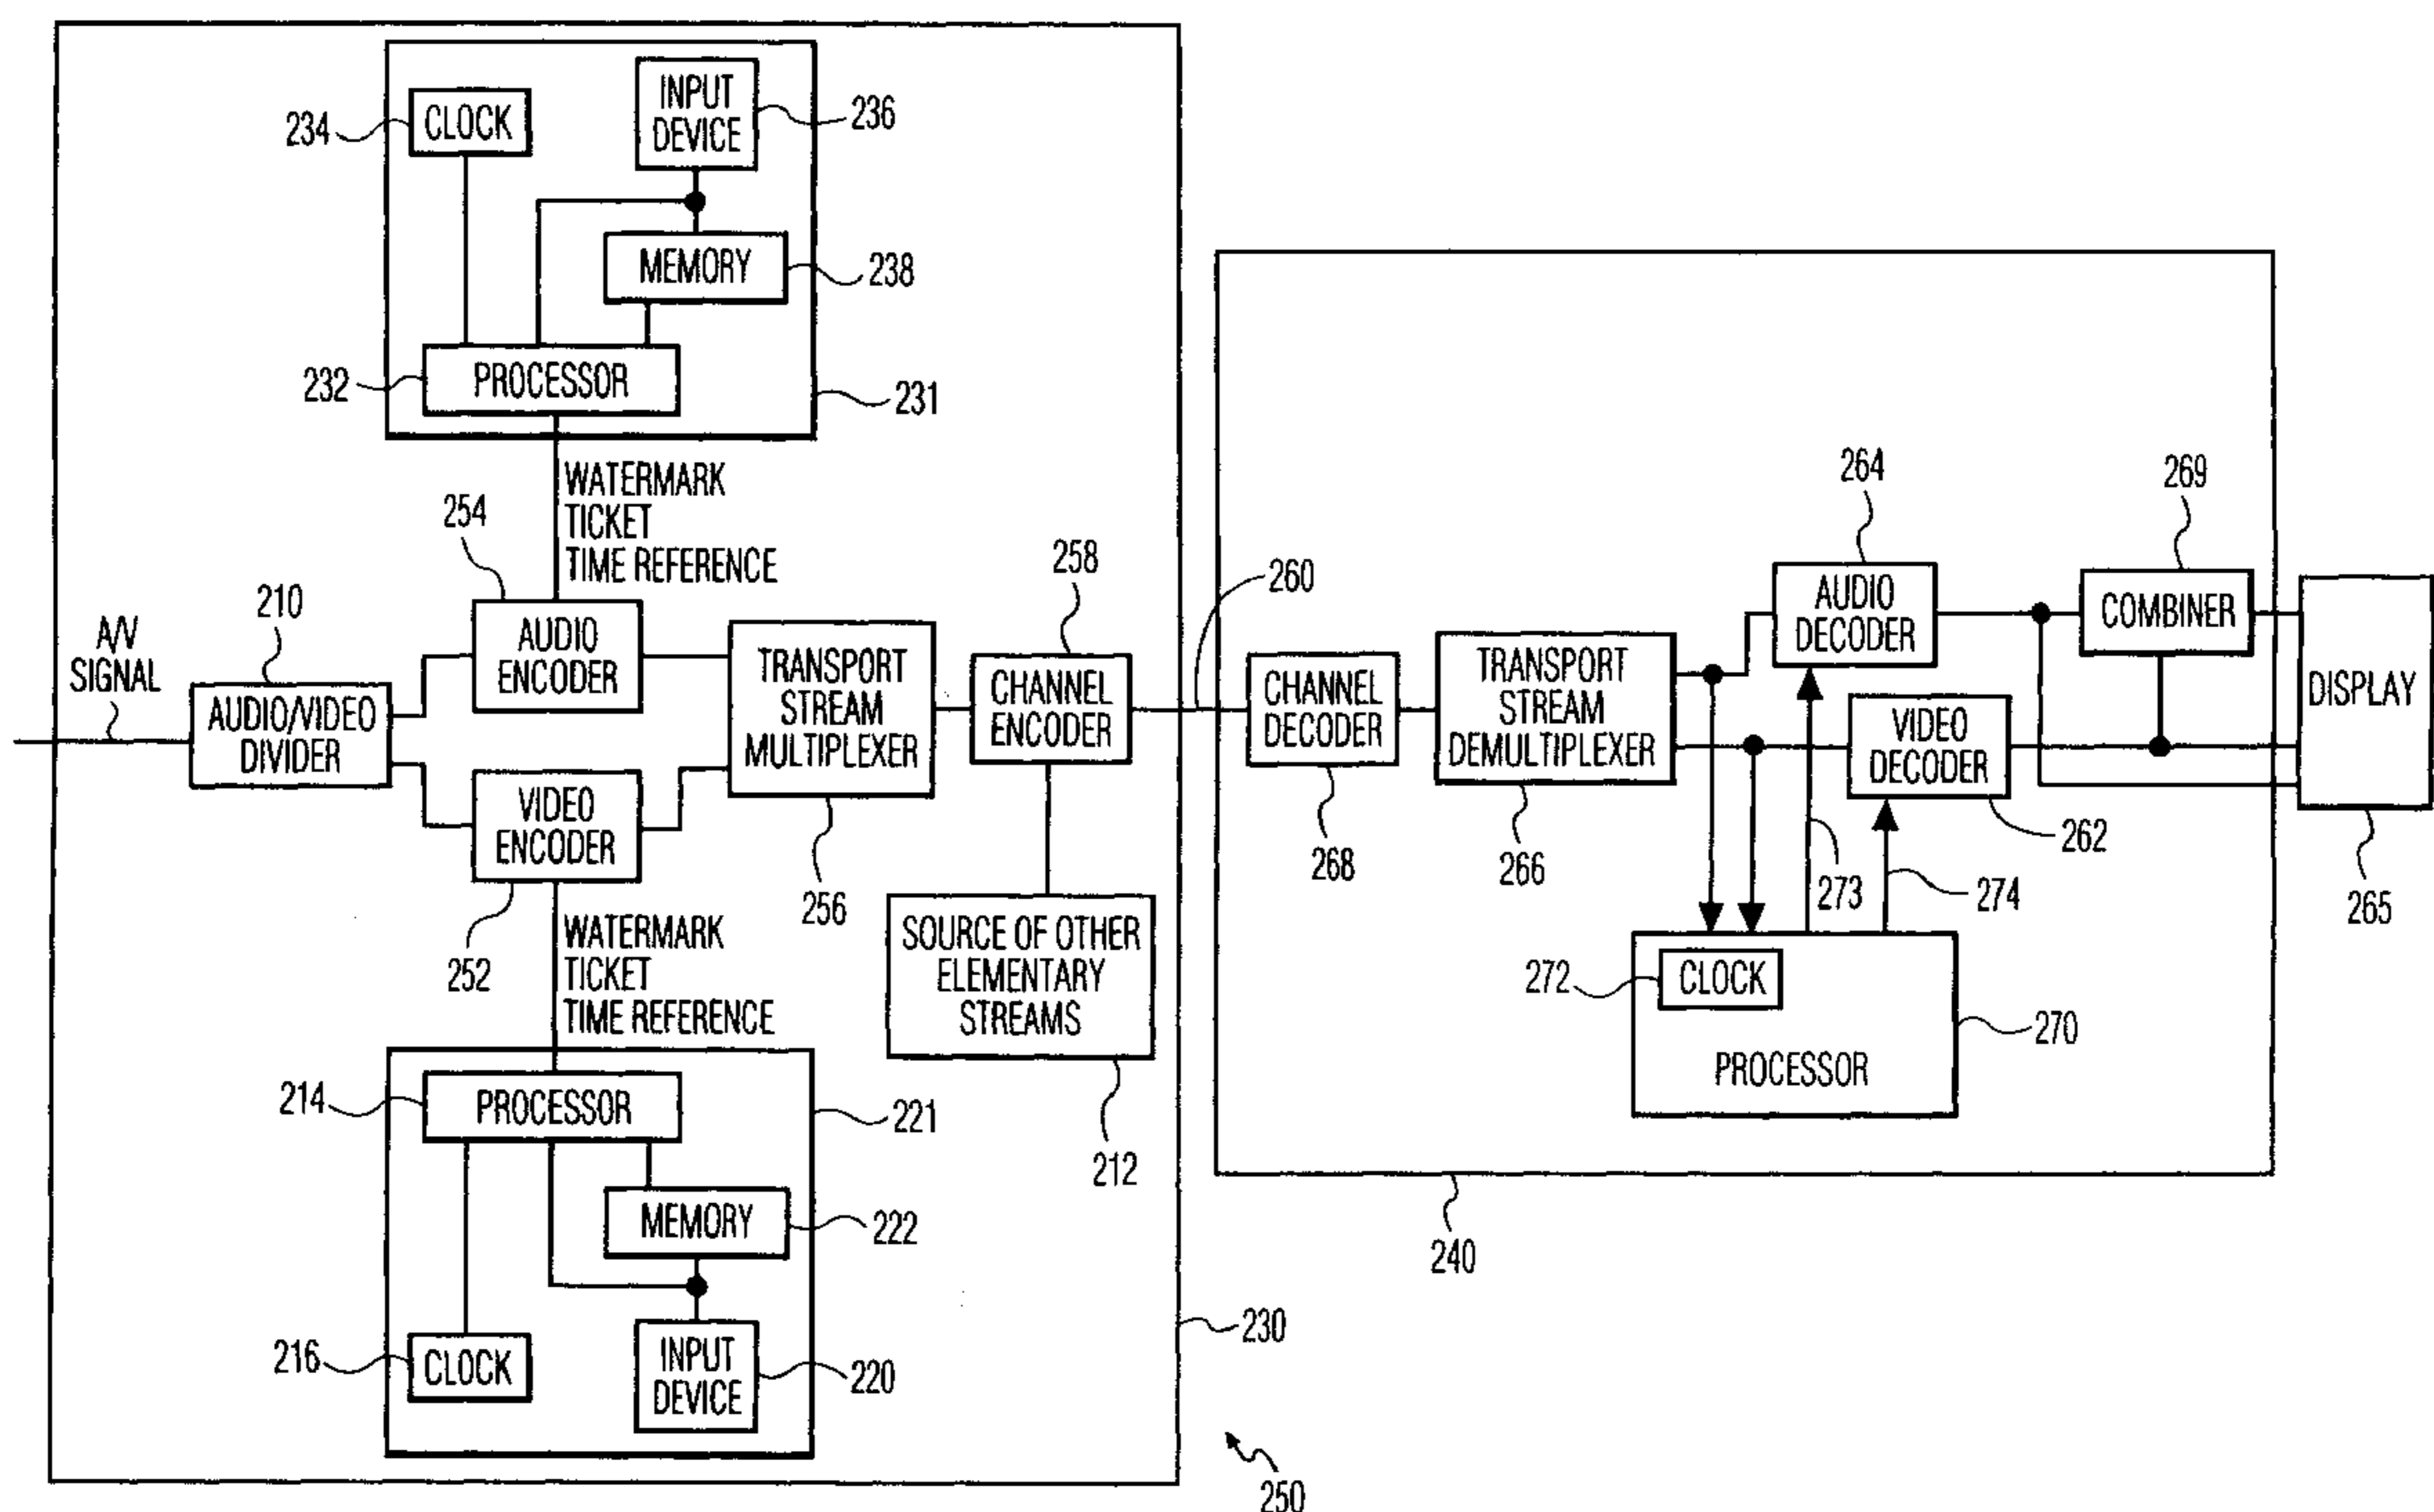 INPUT
DEVICE
236
CLOCK
234
MEMORY
238
PROCESSOR
232
231
WATERMARK
TICKET
TIME REFERENCE
254
A/V
SIGNAL
210
AUDIO/VIDEO
DIVIDER
AUDIO
ENCODER
VIDEO
ENCODER
252
TRANSPORT
STREAM
MULTIPLEXER
256
258
CHANNEL
ENCODER
260
SOURCE OF OTHER
ELEMENTARY
STREAMS
212
WATERMARK
TICKET
TIME REFERENCE
214
PROCESSOR
221
MEMORY
222
216
CLOCK
INPUT
DEVICE
220
230
250
CHANNEL
DECODER
268
TRANSPORT
STREAM
DEMULTIPLEXER
266
264
AUDIO
DECODER
269
COMBINER
VIDEO
DECODER
262
DISPLAY
265
273
274
272
CLOCK
PROCESSOR
270
240